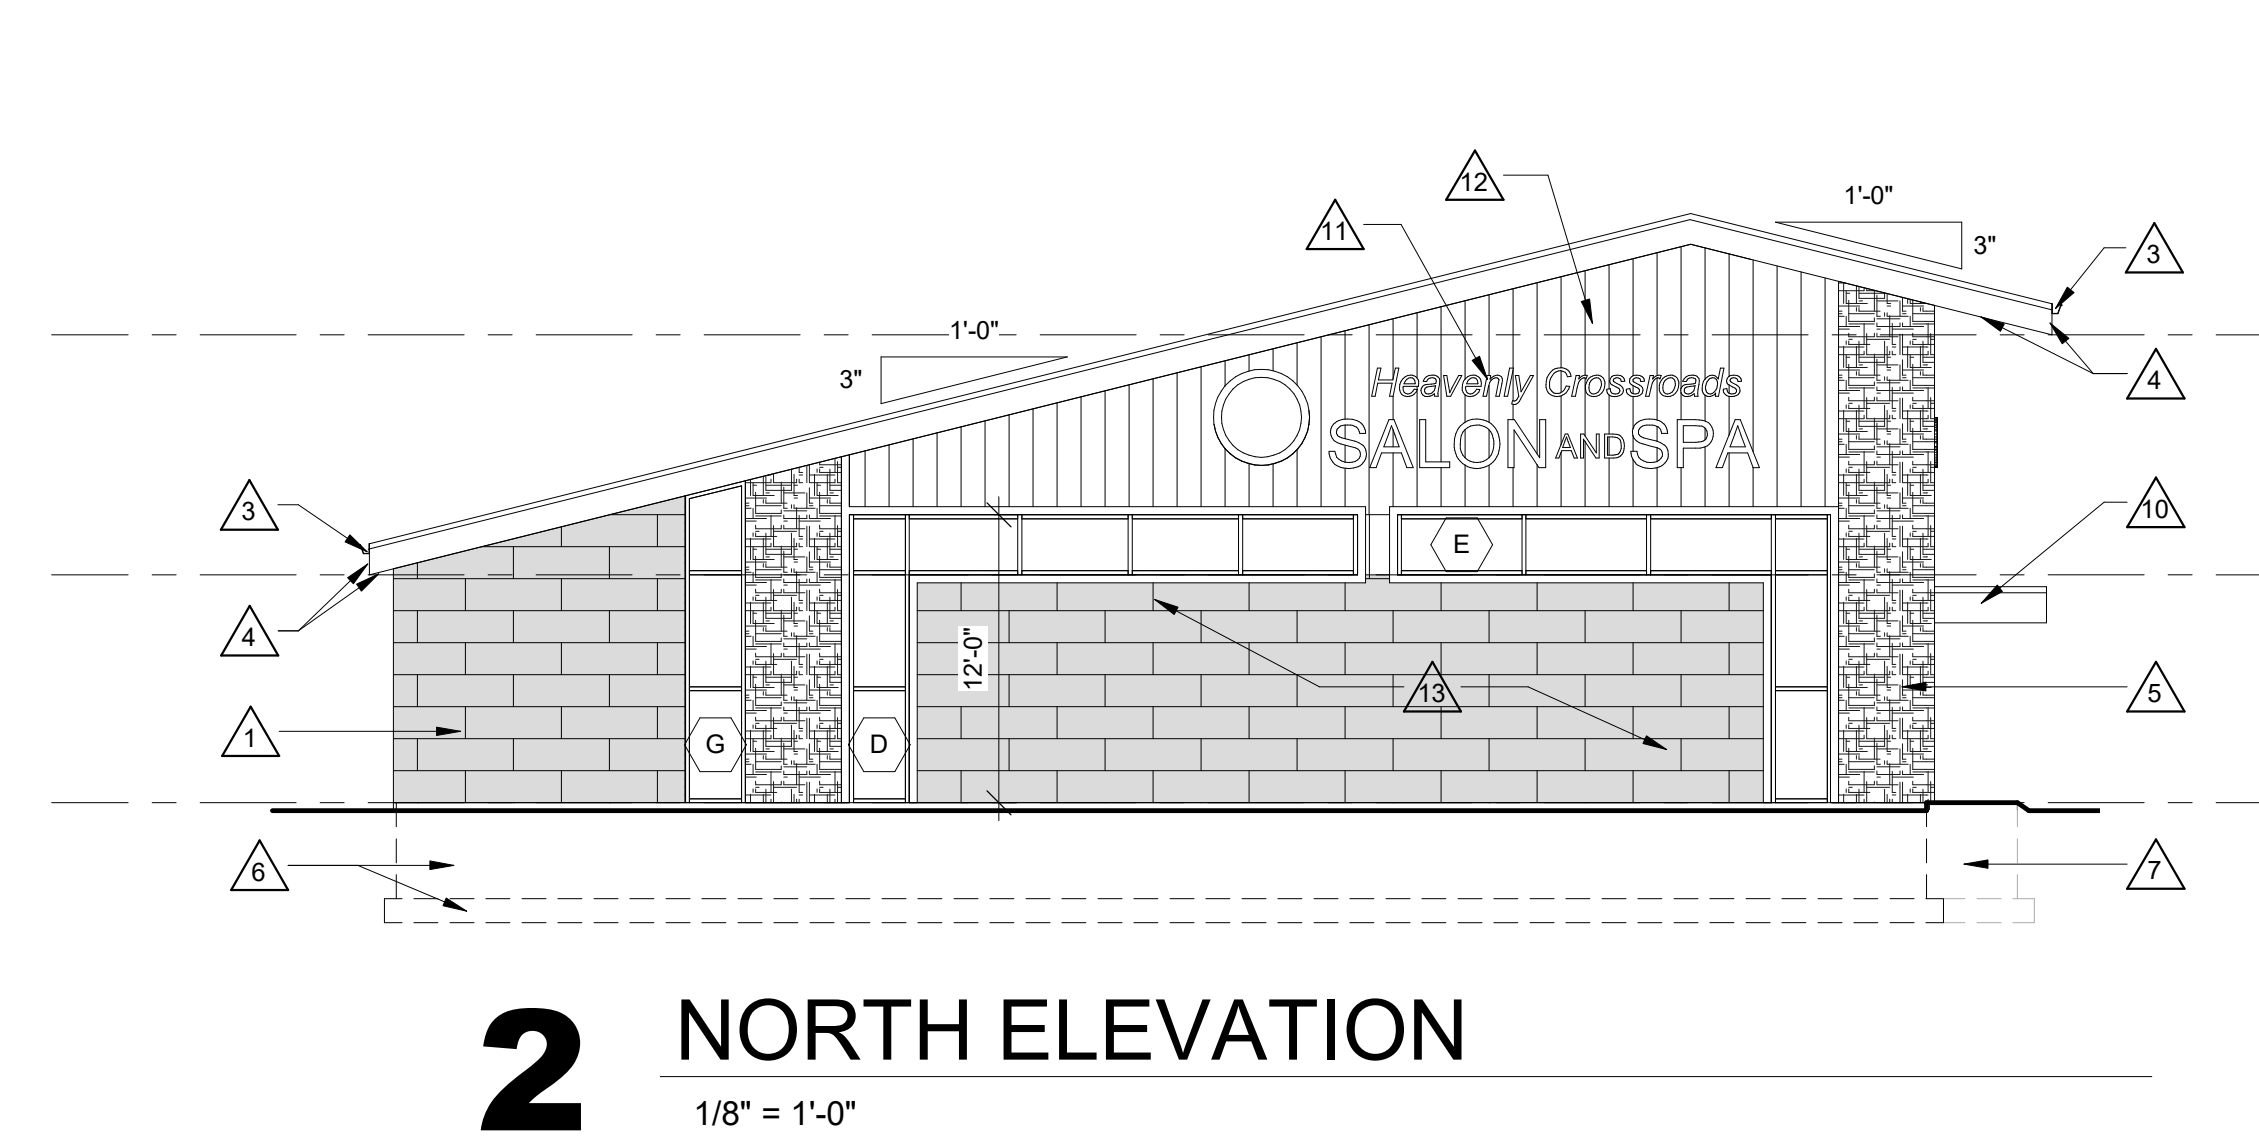 12
1'-0"
11
3"
3
1'-0"
3"
Heavenly Crossroads
4
SALON AND SPA
3
10
E
4
12'-0"
13
5
1
G
D
6
7
2
NORTH ELEVATION
1/8" = 1'-0"